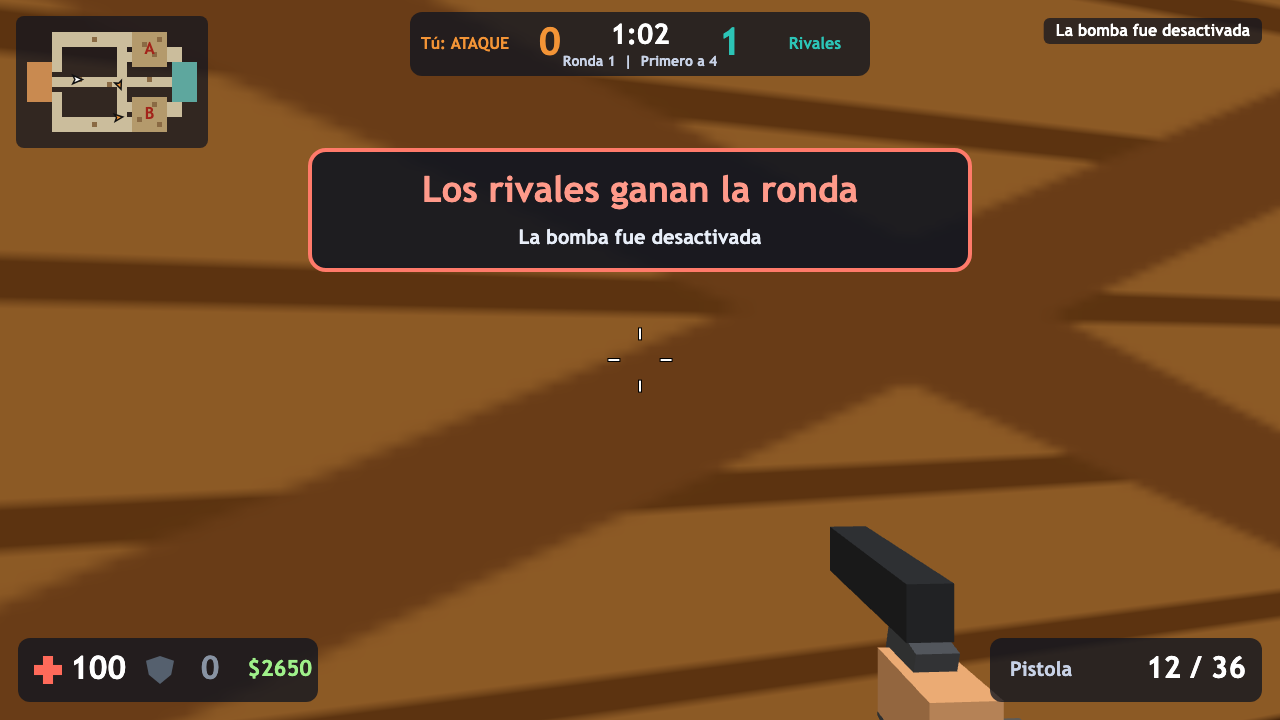 A
B
Tú: ATAQUE
0
1:02
1
Rivales
Ronda 1 | Primero a 4
La bomba fue desactivada
Los rivales ganan la ronda
La bomba fue desactivada
100
0
$2650
Pistola
12 / 36